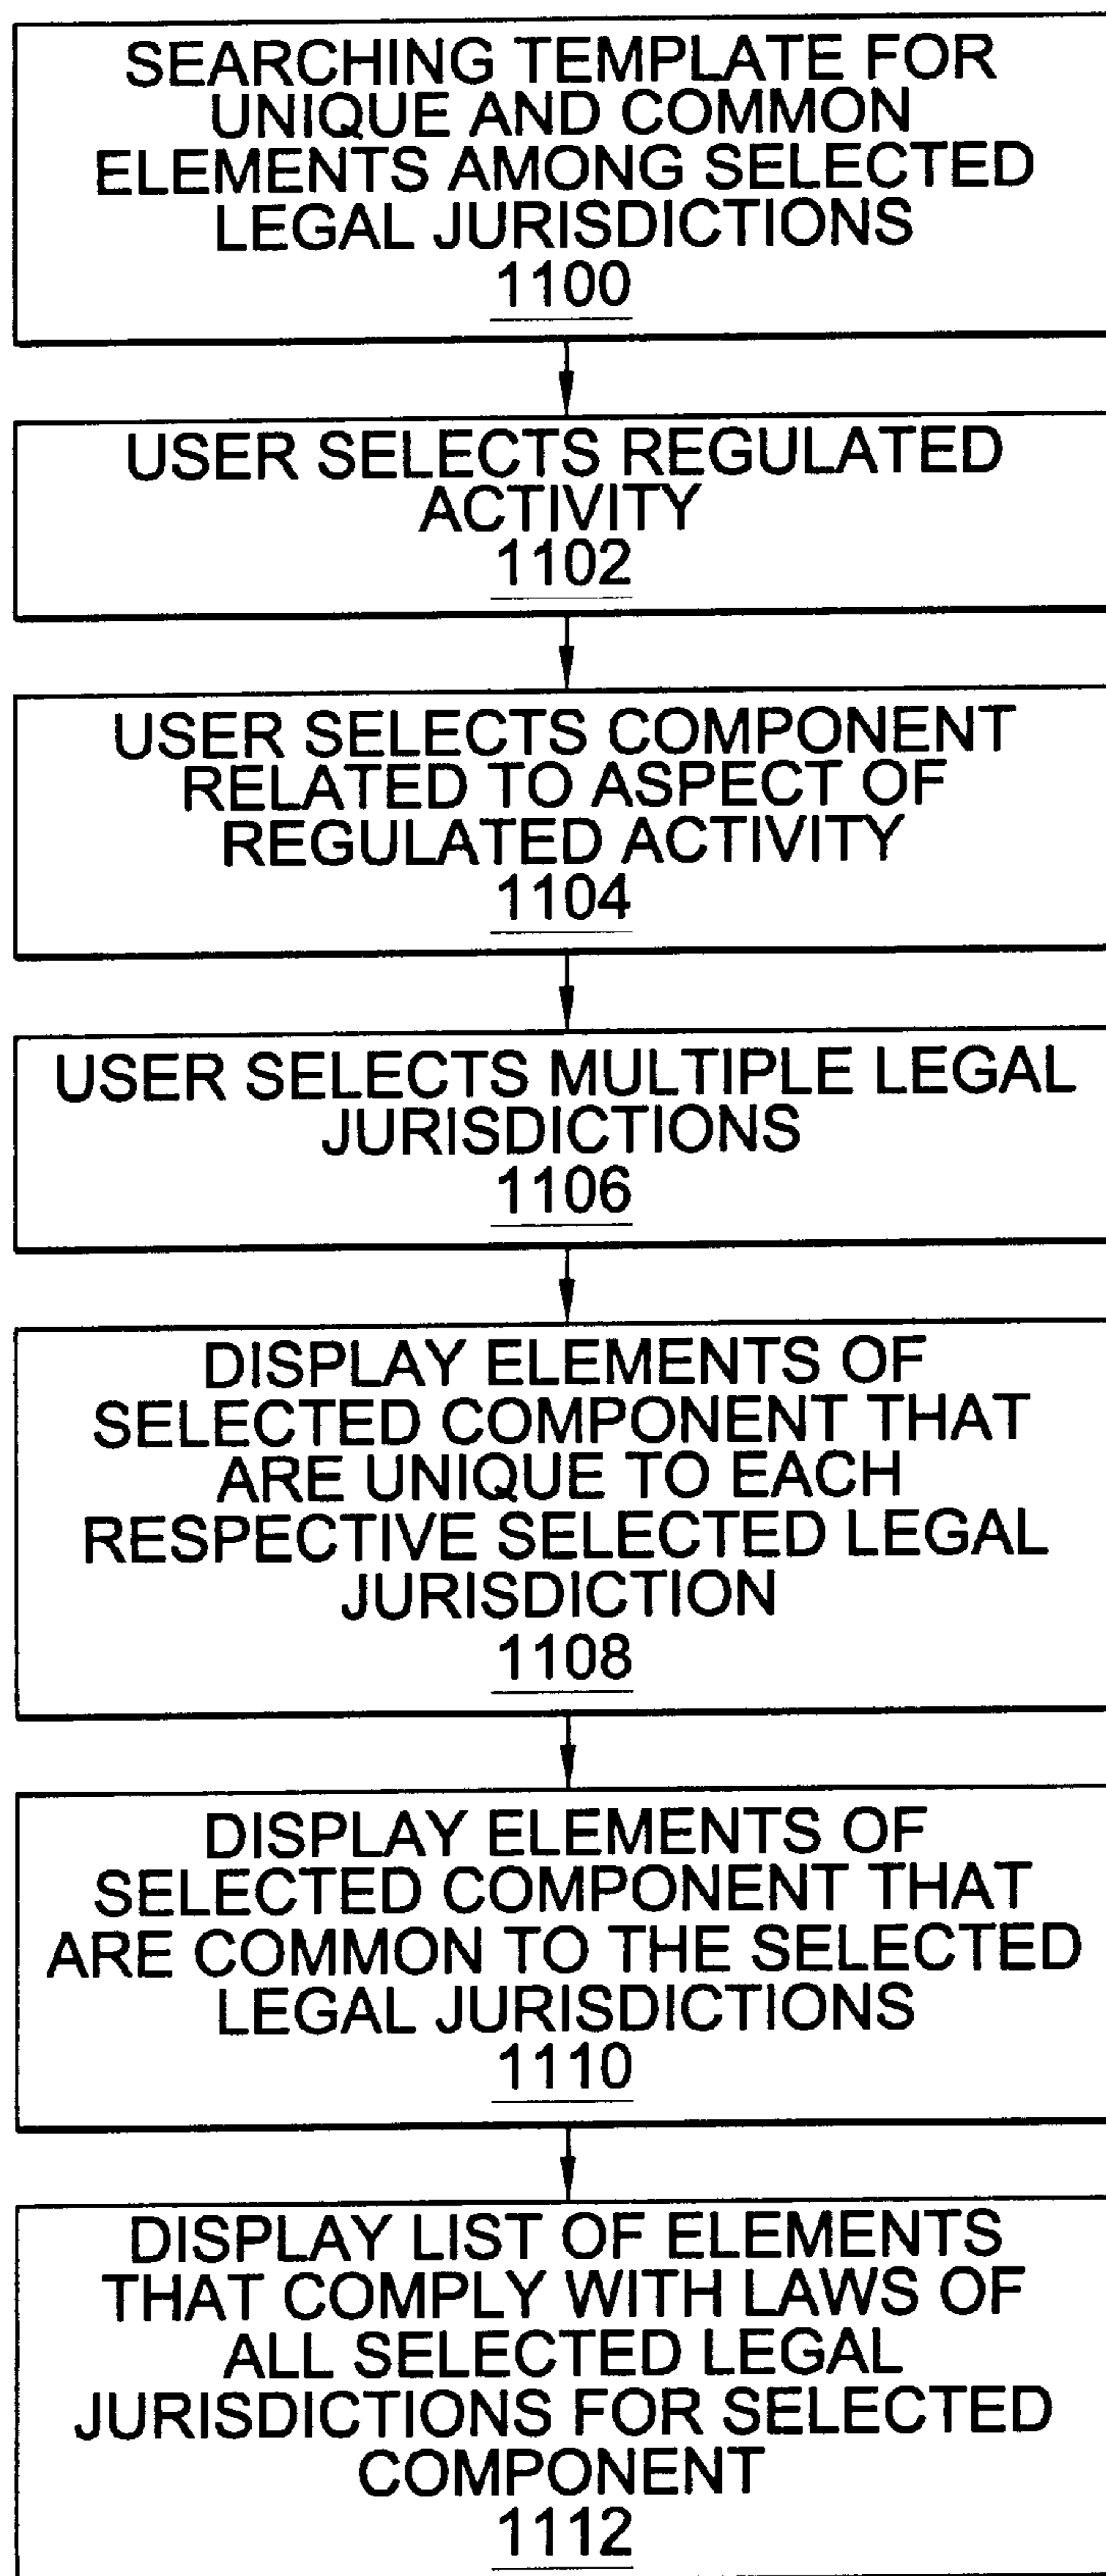 SEARCHING TEMPLATE FOR
UNIQUE AND COMMON
ELEMENTS AMONG SELECTED
LEGAL JURISDICTIONS
1100
USER SELECTS REGULATED
ACTIVITY
1102
USER SELECTS COMPONENT
RELATED TO ASPECT OF
REGULATED ACTIVITY
1104
USER SELECTS MULTIPLE LEGAL
JURISDICTIONS
1106
DISPLAY ELEMENTS OF
SELECTED COMPONENT THAT
ARE UNIQUE TO EACH
RESPECTIVE SELECTED LEGAL
JURISDICTION
1108
DISPLAY ELEMENTS OF
SELECTED COMPONENT THAT
ARE COMMON TO THE SELECTED
LEGAL JURISDICTIONS
1110
DISPLAY LIST OF ELEMENTS
THAT COMPLY WITH LAWS OF
ALL SELECTED LEGAL
JURISDICTIONS FOR SELECTED
COMPONENT
1112